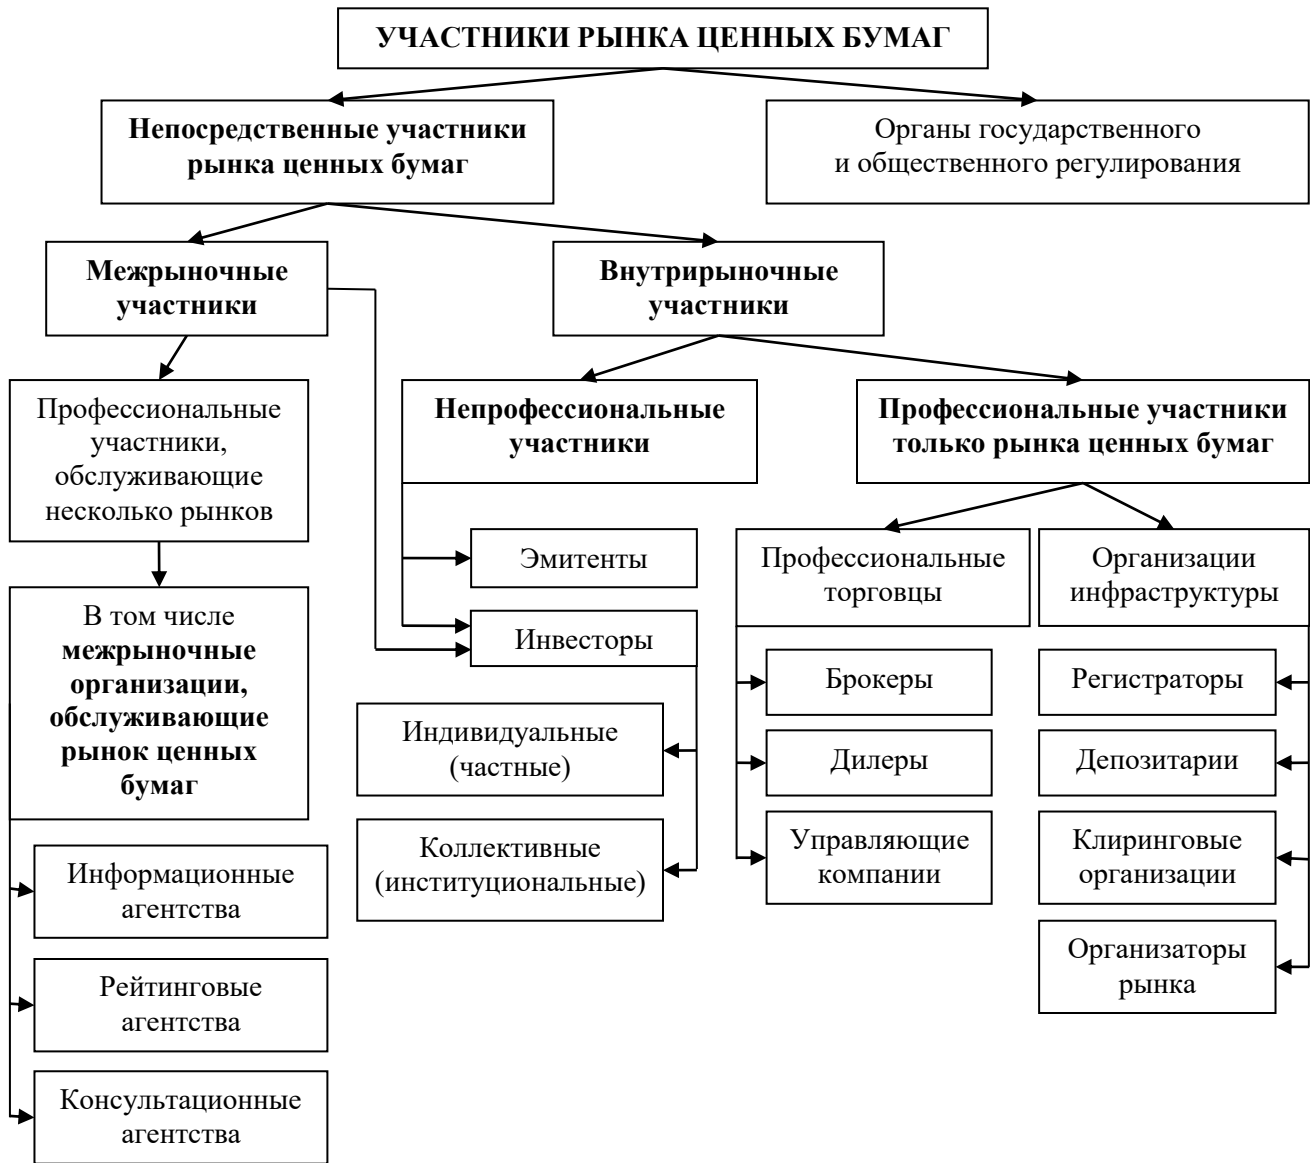 УЧАСТНИКИ РЫНКА ЦЕННЫХ БУМАГ
Непосредственные участники
рынка ценных бумаг
Органы государственного
и общественного регулирования
Межрыночные
участники
Внутрирыночные
участники
Профессиональные
участники,
обслуживающие
несколько рынков
Непрофессиональные
участники
Профессиональные участники
только рынка ценных бумаг
Эмитенты
Профессиональные
торговцы
Организации
инфраструктуры
В том числе
межрыночные
организации,
обслуживающие
рынок ценных
бумаг
Инвесторы
Брокеры
Регистраторы
Индивидуальные
(частные)
Дилеры
Депозитарии
Коллективные
(институциональные)
Управляющие
компании
Клиринговые
организации
Информационные
агентства
Организаторы
рынка
Рейтинговые
агентства
Консультационные
агентства